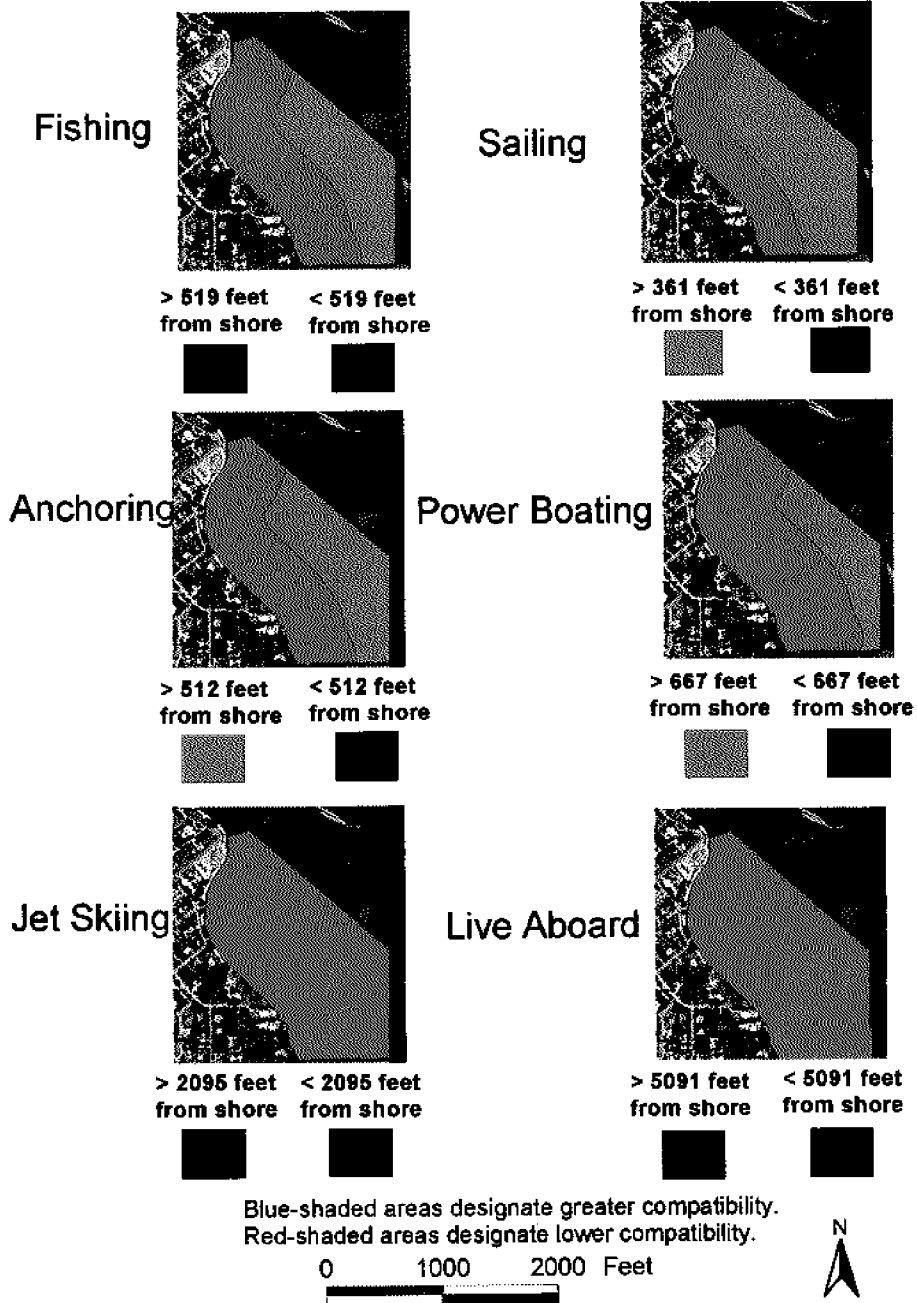 Fishing
> 519 feet from shore
< 519 feet from shore
Sailing
> 361 feet from shore
< 361 feet from shore
Anchoring
> 512 feet from shore
< 512 feet from shore
Power Boating
> 667 feet from shore
< 667 feet from shore
Jet Skiing
> 2095 feet from shore
< 2095 feet from shore
Live Aboard
> 5091 feet from shore
< 5091 feet from shore
Blue-shaded areas designate greater compatibility.
Red-shaded areas designate lower compatibility.
0 1000 2000 Feet
N